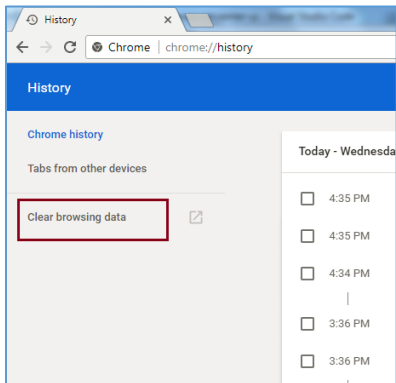 History
Chrome chrome://history
History
Chrome history
Tabs from other devices
Clear browsing data
Today - Wednesda
4:35 PM
4:35 PM
4:34 PM
3:36 PM
3:36 PM